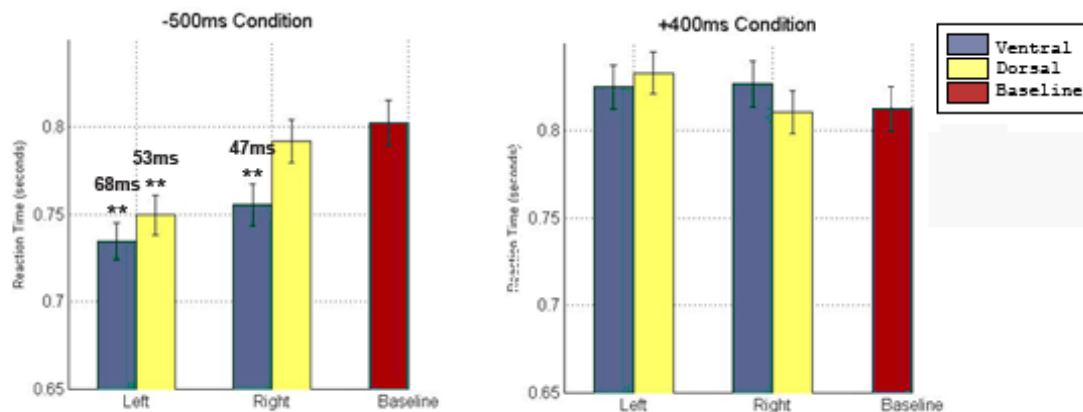 -500ms Condition
Reaction Time (seconds)
0.8
0.75
0.7
0.65
68ms
**
53ms
**
47ms
**
Left
Right
Baseline
+400ms Condition
Reaction Time (seconds)
0.8
0.75
0.7
0.65
Left
Right
Baseline
Ventral
Dorsal
Baseline